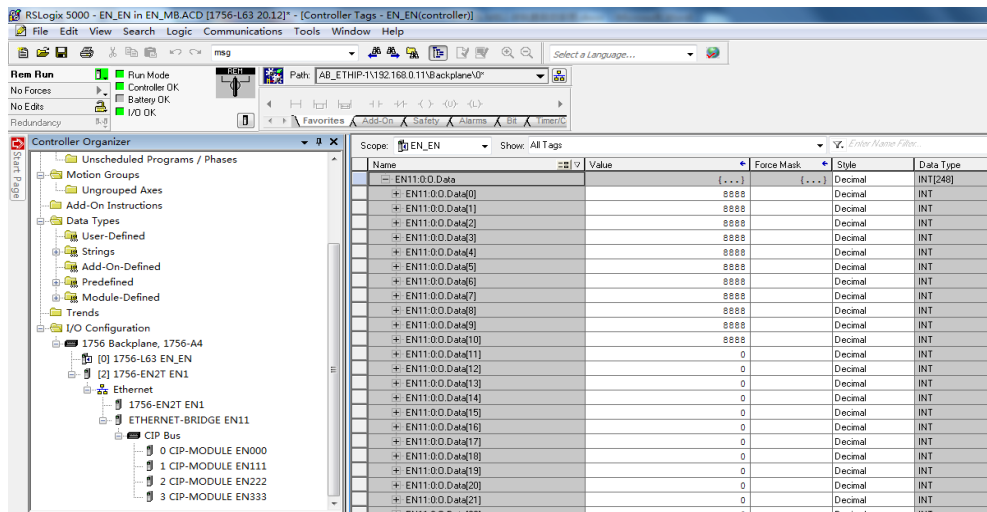 RSLogix 5000 - EN_EN in EN_MB.ACD [1756-L63 20.12]* - [Controller Tags - EN_EN(controller)]
File Edit View Search Logic Communications Tools Window Help
msg
Select a Language...
Rem Run
Run Mode
REM
Path: AB_ETHIP-1\192.168.0.11\Backplane\0*
No Forces
Controller OK
Battery OK
No Edits
I/O OK
Redundancy
Favorites Add-On Safety Alarms Bit Timer/C
Start Page
Controller Organizer
Unscheduled Programs / Phases
Motion Groups
Ungrouped Axes
Add-On Instructions
Data Types
User-Defined
Strings
Add-On-Defined
Predefined
Module-Defined
Trends
I/O Configuration
1756 Backplane, 1756-A4
[0] 1756-L63 EN_EN
[2] 1756-EN2T EN1
Ethernet
1756-EN2T EN1
ETHERNET-BRIDGE EN11
CIP Bus
0 CIP-MODULE EN000
1 CIP-MODULE EN111
2 CIP-MODULE EN222
3 CIP-MODULE EN333
Scope: EN_EN Show: All Tags Enter Name Filter...
Name Value Force Mask Style Data Type
EN11:0:O.Data {...} {...} Decimal INT[248]
EN11:0:O.Data[0] 8888 Decimal INT
EN11:0:O.Data[1] 8888 Decimal INT
EN11:0:O.Data[2] 8888 Decimal INT
EN11:0:O.Data[3] 8888 Decimal INT
EN11:0:O.Data[4] 8888 Decimal INT
EN11:0:O.Data[5] 8888 Decimal INT
EN11:0:O.Data[6] 8888 Decimal INT
EN11:0:O.Data[7] 8888 Decimal INT
EN11:0:O.Data[8] 8888 Decimal INT
EN11:0:O.Data[9] 8888 Decimal INT
EN11:0:O.Data[10] 8888 Decimal INT
EN11:0:O.Data[11] 0 Decimal INT
EN11:0:O.Data[12] 0 Decimal INT
EN11:0:O.Data[13] 0 Decimal INT
EN11:0:O.Data[14] 0 Decimal INT
EN11:0:O.Data[15] 0 Decimal INT
EN11:0:O.Data[16] 0 Decimal INT
EN11:0:O.Data[17] 0 Decimal INT
EN11:0:O.Data[18] 0 Decimal INT
EN11:0:O.Data[19] 0 Decimal INT
EN11:0:O.Data[20] 0 Decimal INT
EN11:0:O.Data[21] 0 Decimal INT